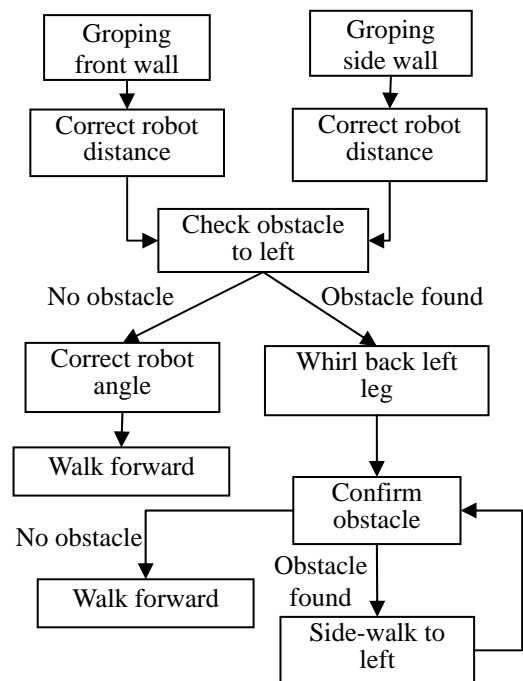 Groping
front wall
Groping
side wall
Correct robot
distance
Correct robot
distance
Check obstacle
to left
No obstacle
Obstacle found
Correct robot
angle
Whirl back left
leg
Walk forward
Confirm
obstacle
No obstacle
Obstacle
found
Walk forward
Side-walk to
left